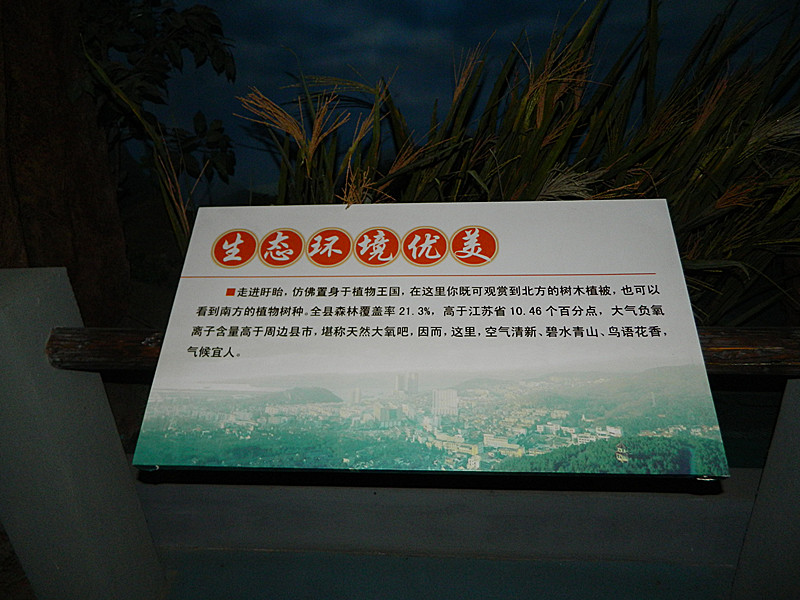 生态环境优美
■走进盱眙，仿佛置身于植物王国，在这里你既可观赏到北方的树木植被，也可以
看到南方的植物树种。全县森林覆盖率21.3%，高于江苏省10.46个百分点，大气负氧
离子含量高于周边县市，堪称天然大氧吧，因而，这里，空气清新、碧水青山、鸟语花香，
气候宜人。